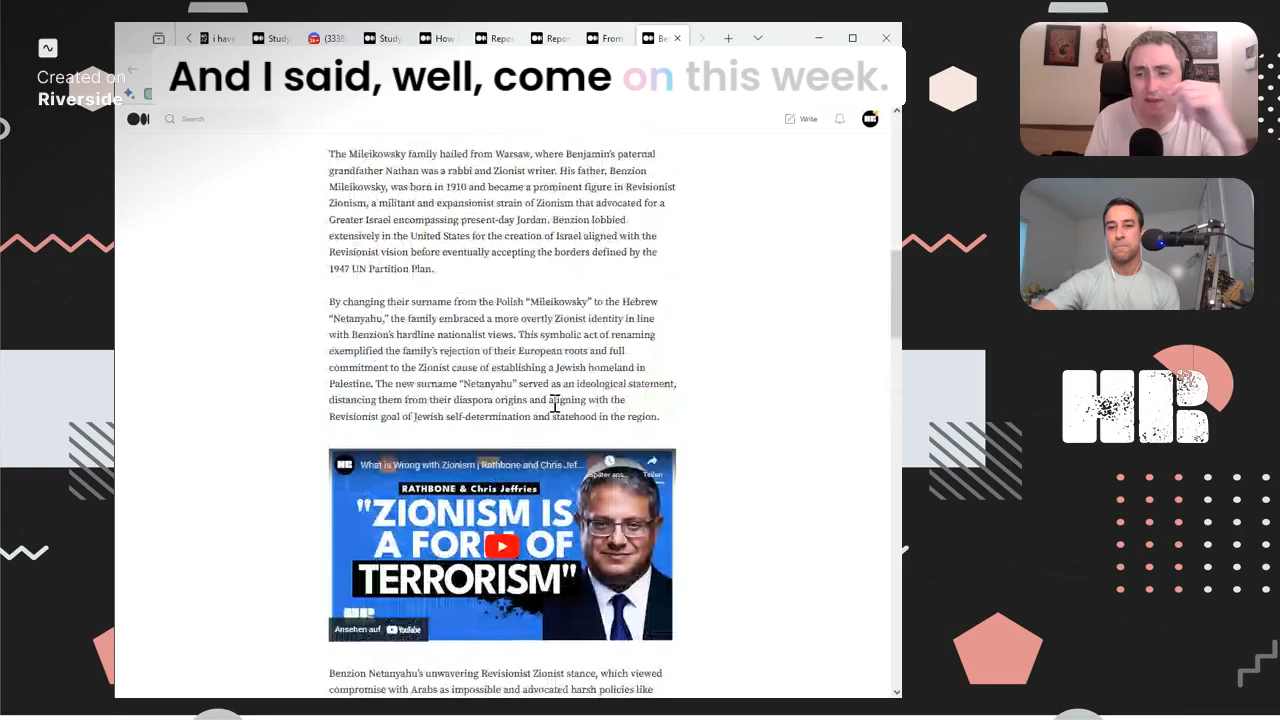 i have
Study
(3338)
Study
How
Repor
Repor
From
Be
Created on
Riverside
And I said, well, come on this week.
Search
Write
The Mileikowsky family hailed from Warsaw, where Benjamin's paternal
grandfather Nathan was a rabbi and Zionist writer. His father, Benzion
Mileikowsky, was born in 1910 and became a prominent figure in Revisionist
Zionism, a militant and expansionist strain of Zionism that advocated for a
Greater Israel encompassing present-day Jordan. Benzion lobbied
extensively in the United States for the creation of Israel aligned with the
Revisionist vision before eventually accepting the borders defined by the
1947 UN Partition Plan.
By changing their surname from the Polish “Mileikowsky” to the Hebrew
“Netanyahu,” the family embraced a more overtly Zionist identity in line
with Benzion's hardline nationalist views. This symbolic act of renaming
exemplified the family's rejection of their European roots and full
commitment to the Zionist cause of establishing a Jewish homeland in
Palestine. The new surname “Netanyahu” served as an ideological statement,
distancing them from their diaspora origins and aligning with the
Revisionist goal of Jewish self-determination and statehood in the region.
What is Wrong with Zionism | Rathbone and Chris Jef...
Teilen
RATHBONE & Chris Jeffries
"ZIONISM IS
A FORM OF
TERRORISM"
HR
Ansehen auf YouTube
Benzion Netanyahu's unwavering Revisionist Zionist stance, which viewed
compromise with Arabs as impossible and advocated harsh policies like
HR